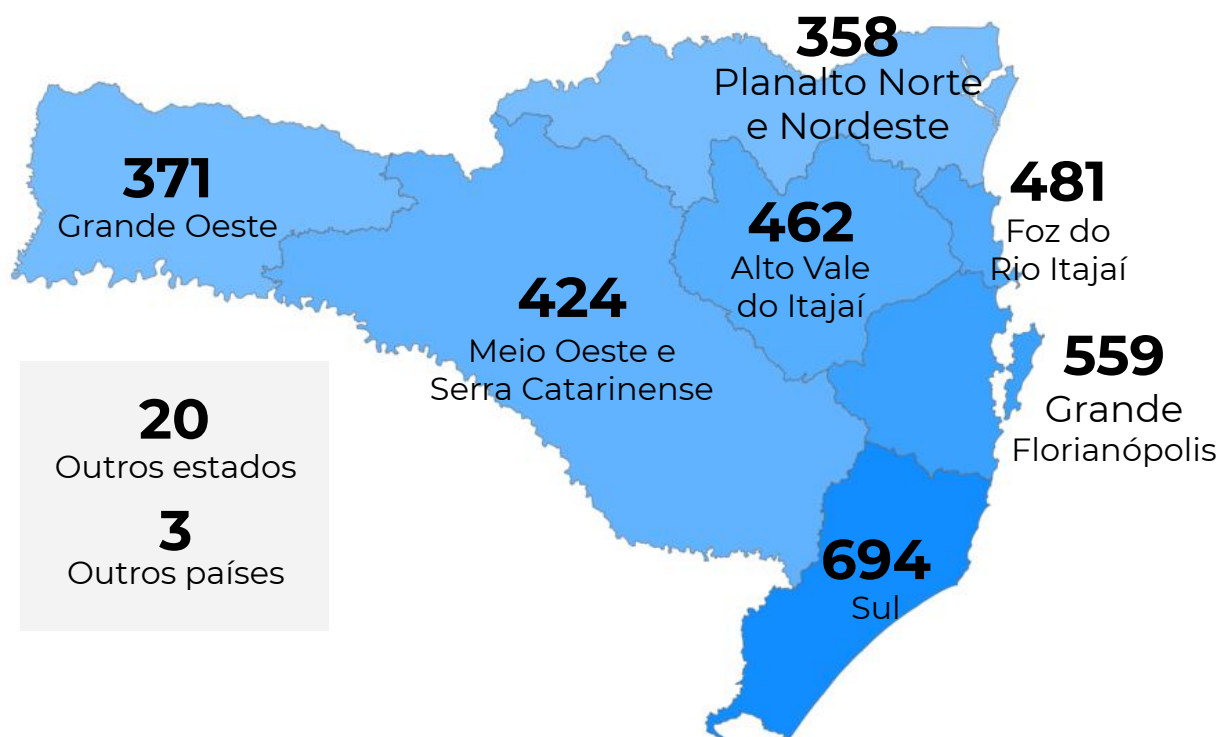 358
Planalto Norte
e Nordeste
371
Grande Oeste
481
Foz do
Rio Itajaí
462
Alto Vale
do Itajaí
424
Meio Oeste e
Serra Catarinense
559
Grande
Florianópolis
20
Outros estados
3
Outros países
694
Sul